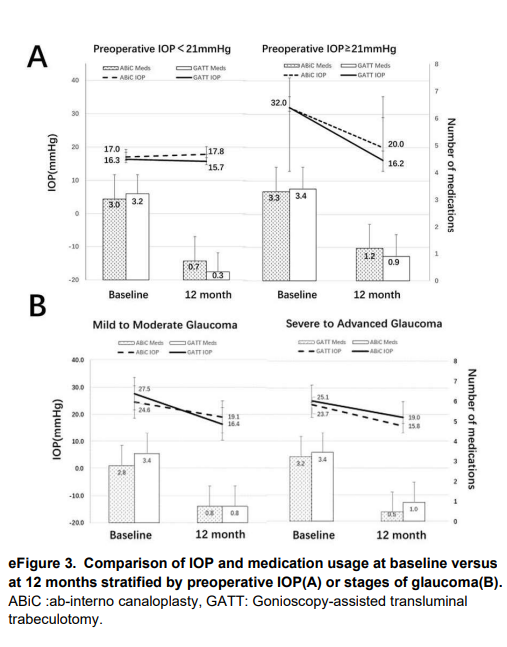 A
Preoperative IOP<21mmHg
Preoperative IOP≥21mmHg
ABiC Meds
GATT Meds
ABiC IOP
GATT IOP
ABiC Meds
GATT Meds
ABiC IOP
GATT IOP
IOP(mmHg)
40
30
20
10
0
-10
-20
17.0
16.3
17.8
15.7
3.0
3.2
0.7
0.3
32.0
20.0
16.2
3.3
3.4
1.2
0.9
8
7
6
5
4
3
2
1
0
Number of medications
Baseline
12 month
Baseline
12 month
B
Mild to Moderate Glaucoma
Severe to Advanced Glaucoma
ABiC Meds
GATT Meds
ABiC IOP
GATT IOP
GATT Meds
ABiC Meds
GATT IOP
ABiC IOP
IOP(mmHg)
40.0
30.0
20.0
10.0
0.0
-10.0
-20.0
27.5
24.6
19.1
16.4
2.8
3.4
0.8
0.8
25.1
23.7
19.0
15.8
3.2
3.4
0.5
1.0
8
7
6
5
4
3
2
1
0
Number of medications
Baseline
12 month
Baseline
12 month
eFigure 3. Comparison of IOP and medication usage at baseline versus
at 12 months stratified by preoperative IOP(A) or stages of glaucoma(B).
ABiC :ab-interno canaloplasty, GATT: Gonioscopy-assisted transluminal
trabeculotomy.